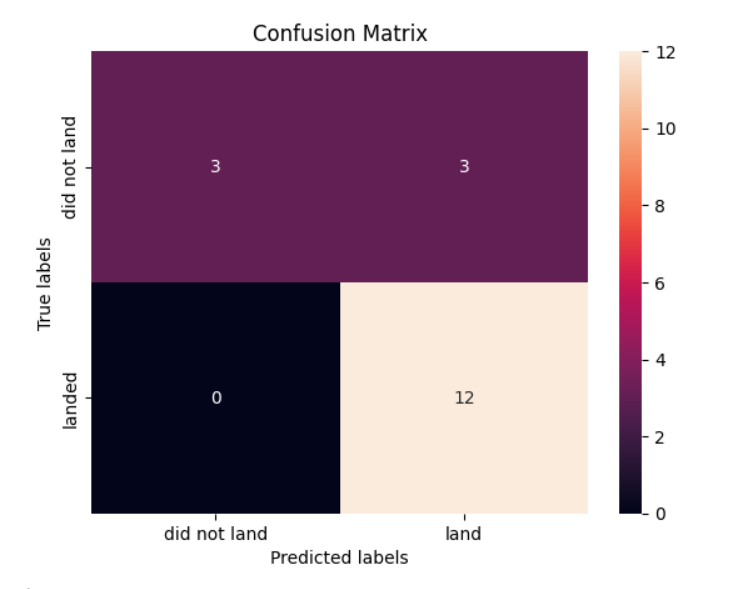 Confusion Matrix
did not land
landed
True labels
3 3
0 12
did not land land
Predicted labels
12
10
8
6
4
2
0